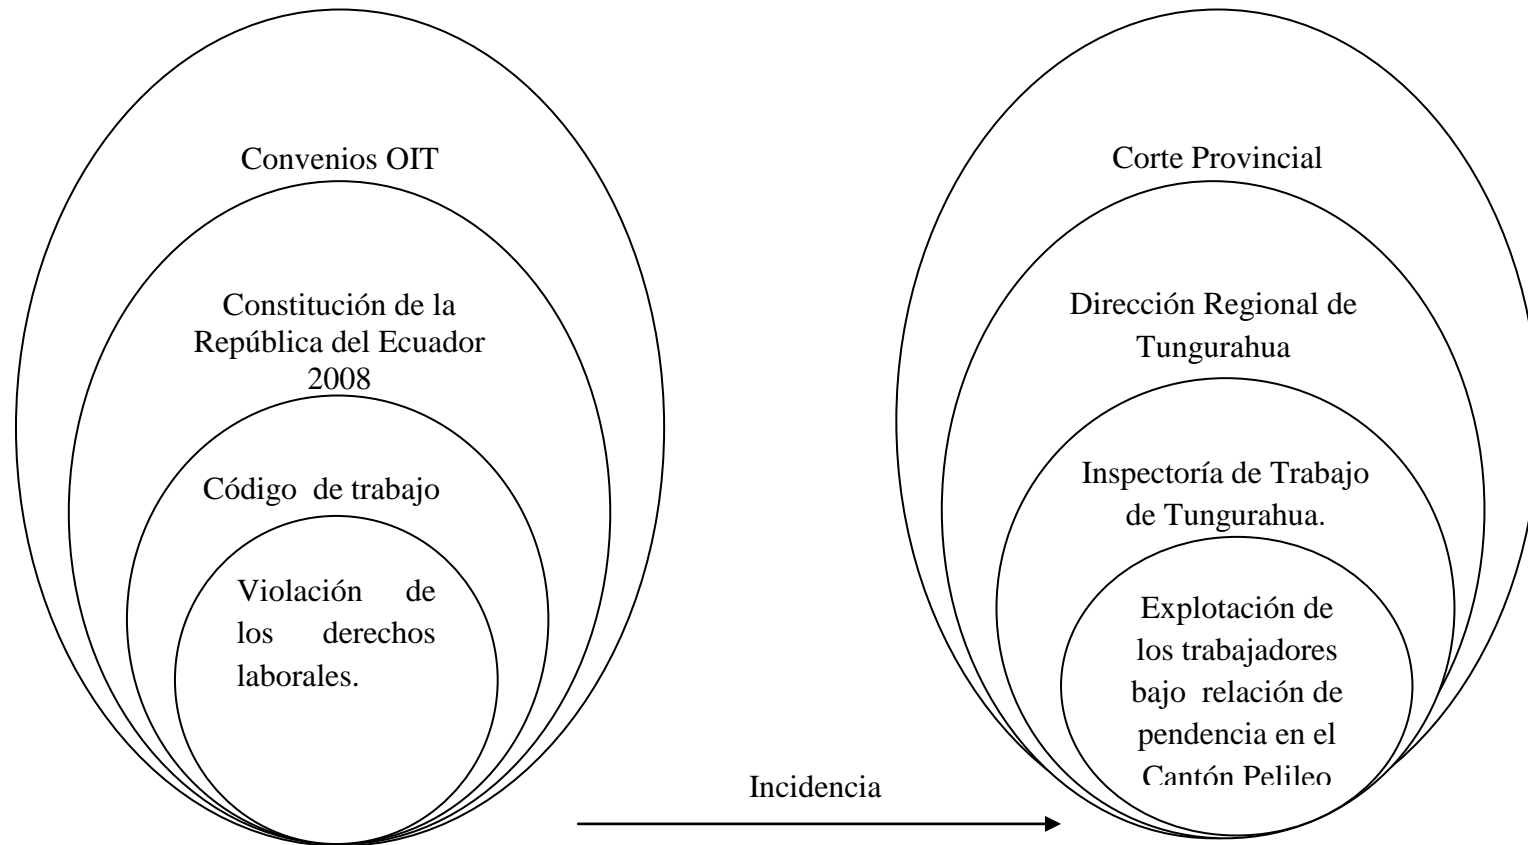 Convenios OIT
Constitución de la
República del Ecuador
2008
Código de trabajo
Violación de
los derechos
laborales.
Corte Provincial
Dirección Regional de
Tungurahua
Inspectoría de Trabajo
de Tungurahua.
Explotación de
los trabajadores
bajo relación de
pendencia en el
Cantón Pelileo
Incidencia